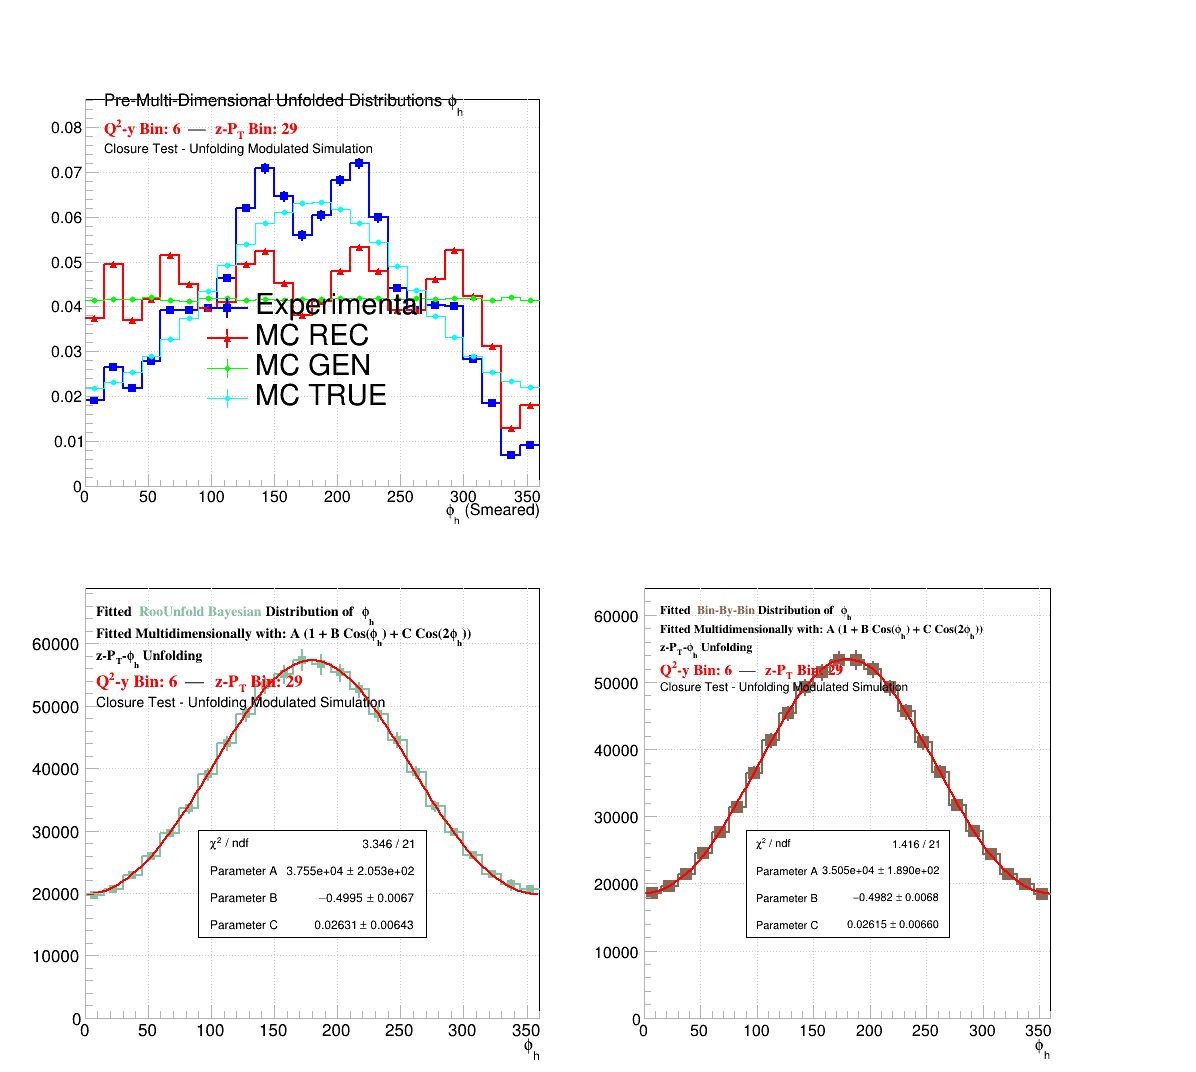 Pre-Multi-Dimensional Unfolded Distributions ϕh
Q²-y Bin: 6 — z-PT Bin: 29
Closure Test - Unfolding Modulated Simulation
0.08
0.07
0.06
0.05
0.04
0.03
0.02
0.01
0
Experimental
MC REC
MC GEN
MC TRUE
0 50 100 150 200 250 300 350
ϕh (Smeared)
Fitted RooUnfold Bayesian Distribution of ϕh
Fitted Multidimensionally with: A (1 + B Cos(ϕh) + C Cos(2ϕh))
z-PT-ϕh Unfolding
Q²-y Bin: 6 — z-PT Bin: 29
Closure Test - Unfolding Modulated Simulation
60000
50000
40000
30000
20000
10000
0
χ² / ndf 3.346 / 21
Parameter A 3.755e+04 ± 2.053e+02
Parameter B −0.4995 ± 0.0067
Parameter C 0.02631 ± 0.00643
0 50 100 150 200 250 300 350
ϕh
Fitted Bin-By-Bin Distribution of ϕh
Fitted Multidimensionally with: A (1 + B Cos(ϕh) + C Cos(2ϕh))
z-PT-ϕh Unfolding
Q²-y Bin: 6 — z-PT Bin: 29
Closure Test - Unfolding Modulated Simulation
60000
50000
40000
30000
20000
10000
0
χ² / ndf 1.416 / 21
Parameter A 3.505e+04 ± 1.890e+02
Parameter B −0.4982 ± 0.0068
Parameter C 0.02615 ± 0.00660
0 50 100 150 200 250 300 350
ϕh